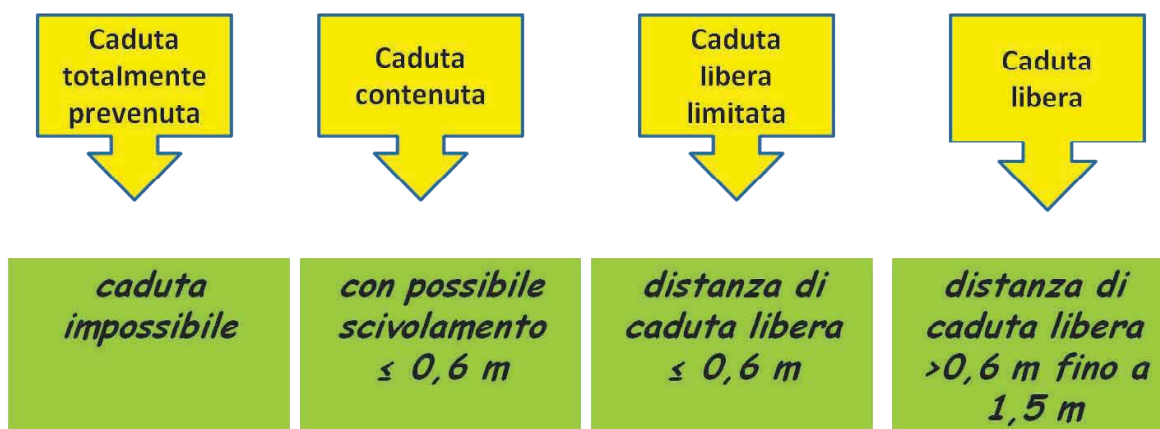 Caduta
totalmente
prevenuta
Caduta
contenuta
Caduta
libera
limitata
Caduta
libera
caduta
impossibile
con possibile
scivolamento
≤ 0,6 m
distanza di
caduta libera
≤ 0,6 m
distanza di
caduta libera
>0,6 m fino a
1,5 m